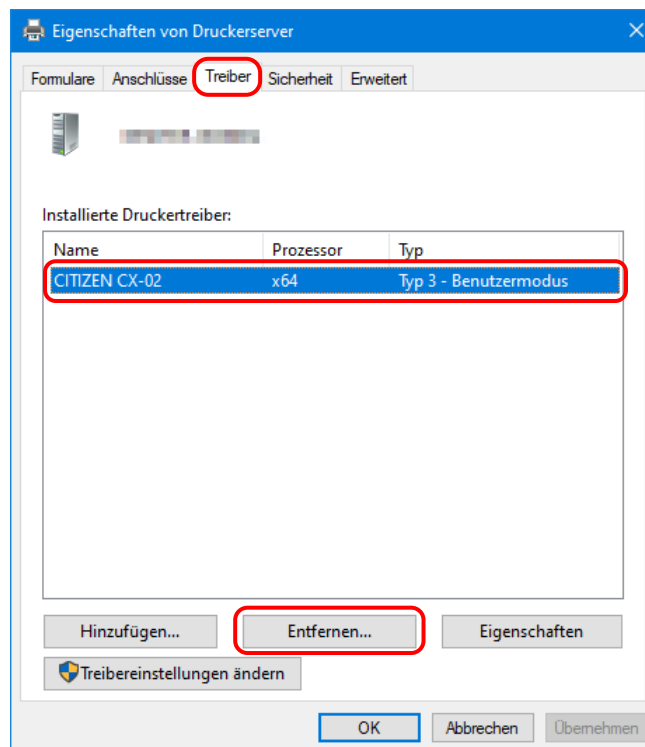 Eigenschaften von Druckerserver
Formulare Anschlüsse Treiber Sicherheit Erweitert
Installierte Druckertreiber:
Name Prozessor Typ
CITIZEN CX-02 x64 Typ 3 - Benutzermodus
Hinzufügen... Entfernen... Eigenschaften
Treibereinstellungen ändern
OK Abbrechen Übernehmen